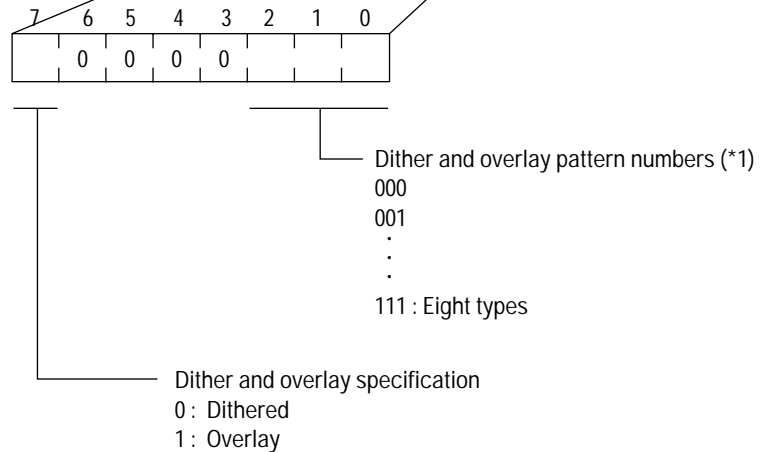 7 6 5 4 3 2 1 0
0 0 0 0
Dither and overlay pattern numbers (*1)
000
001
.
.
.
111 : Eight types
Dither and overlay specification
0 : Dithered
1 : Overlay